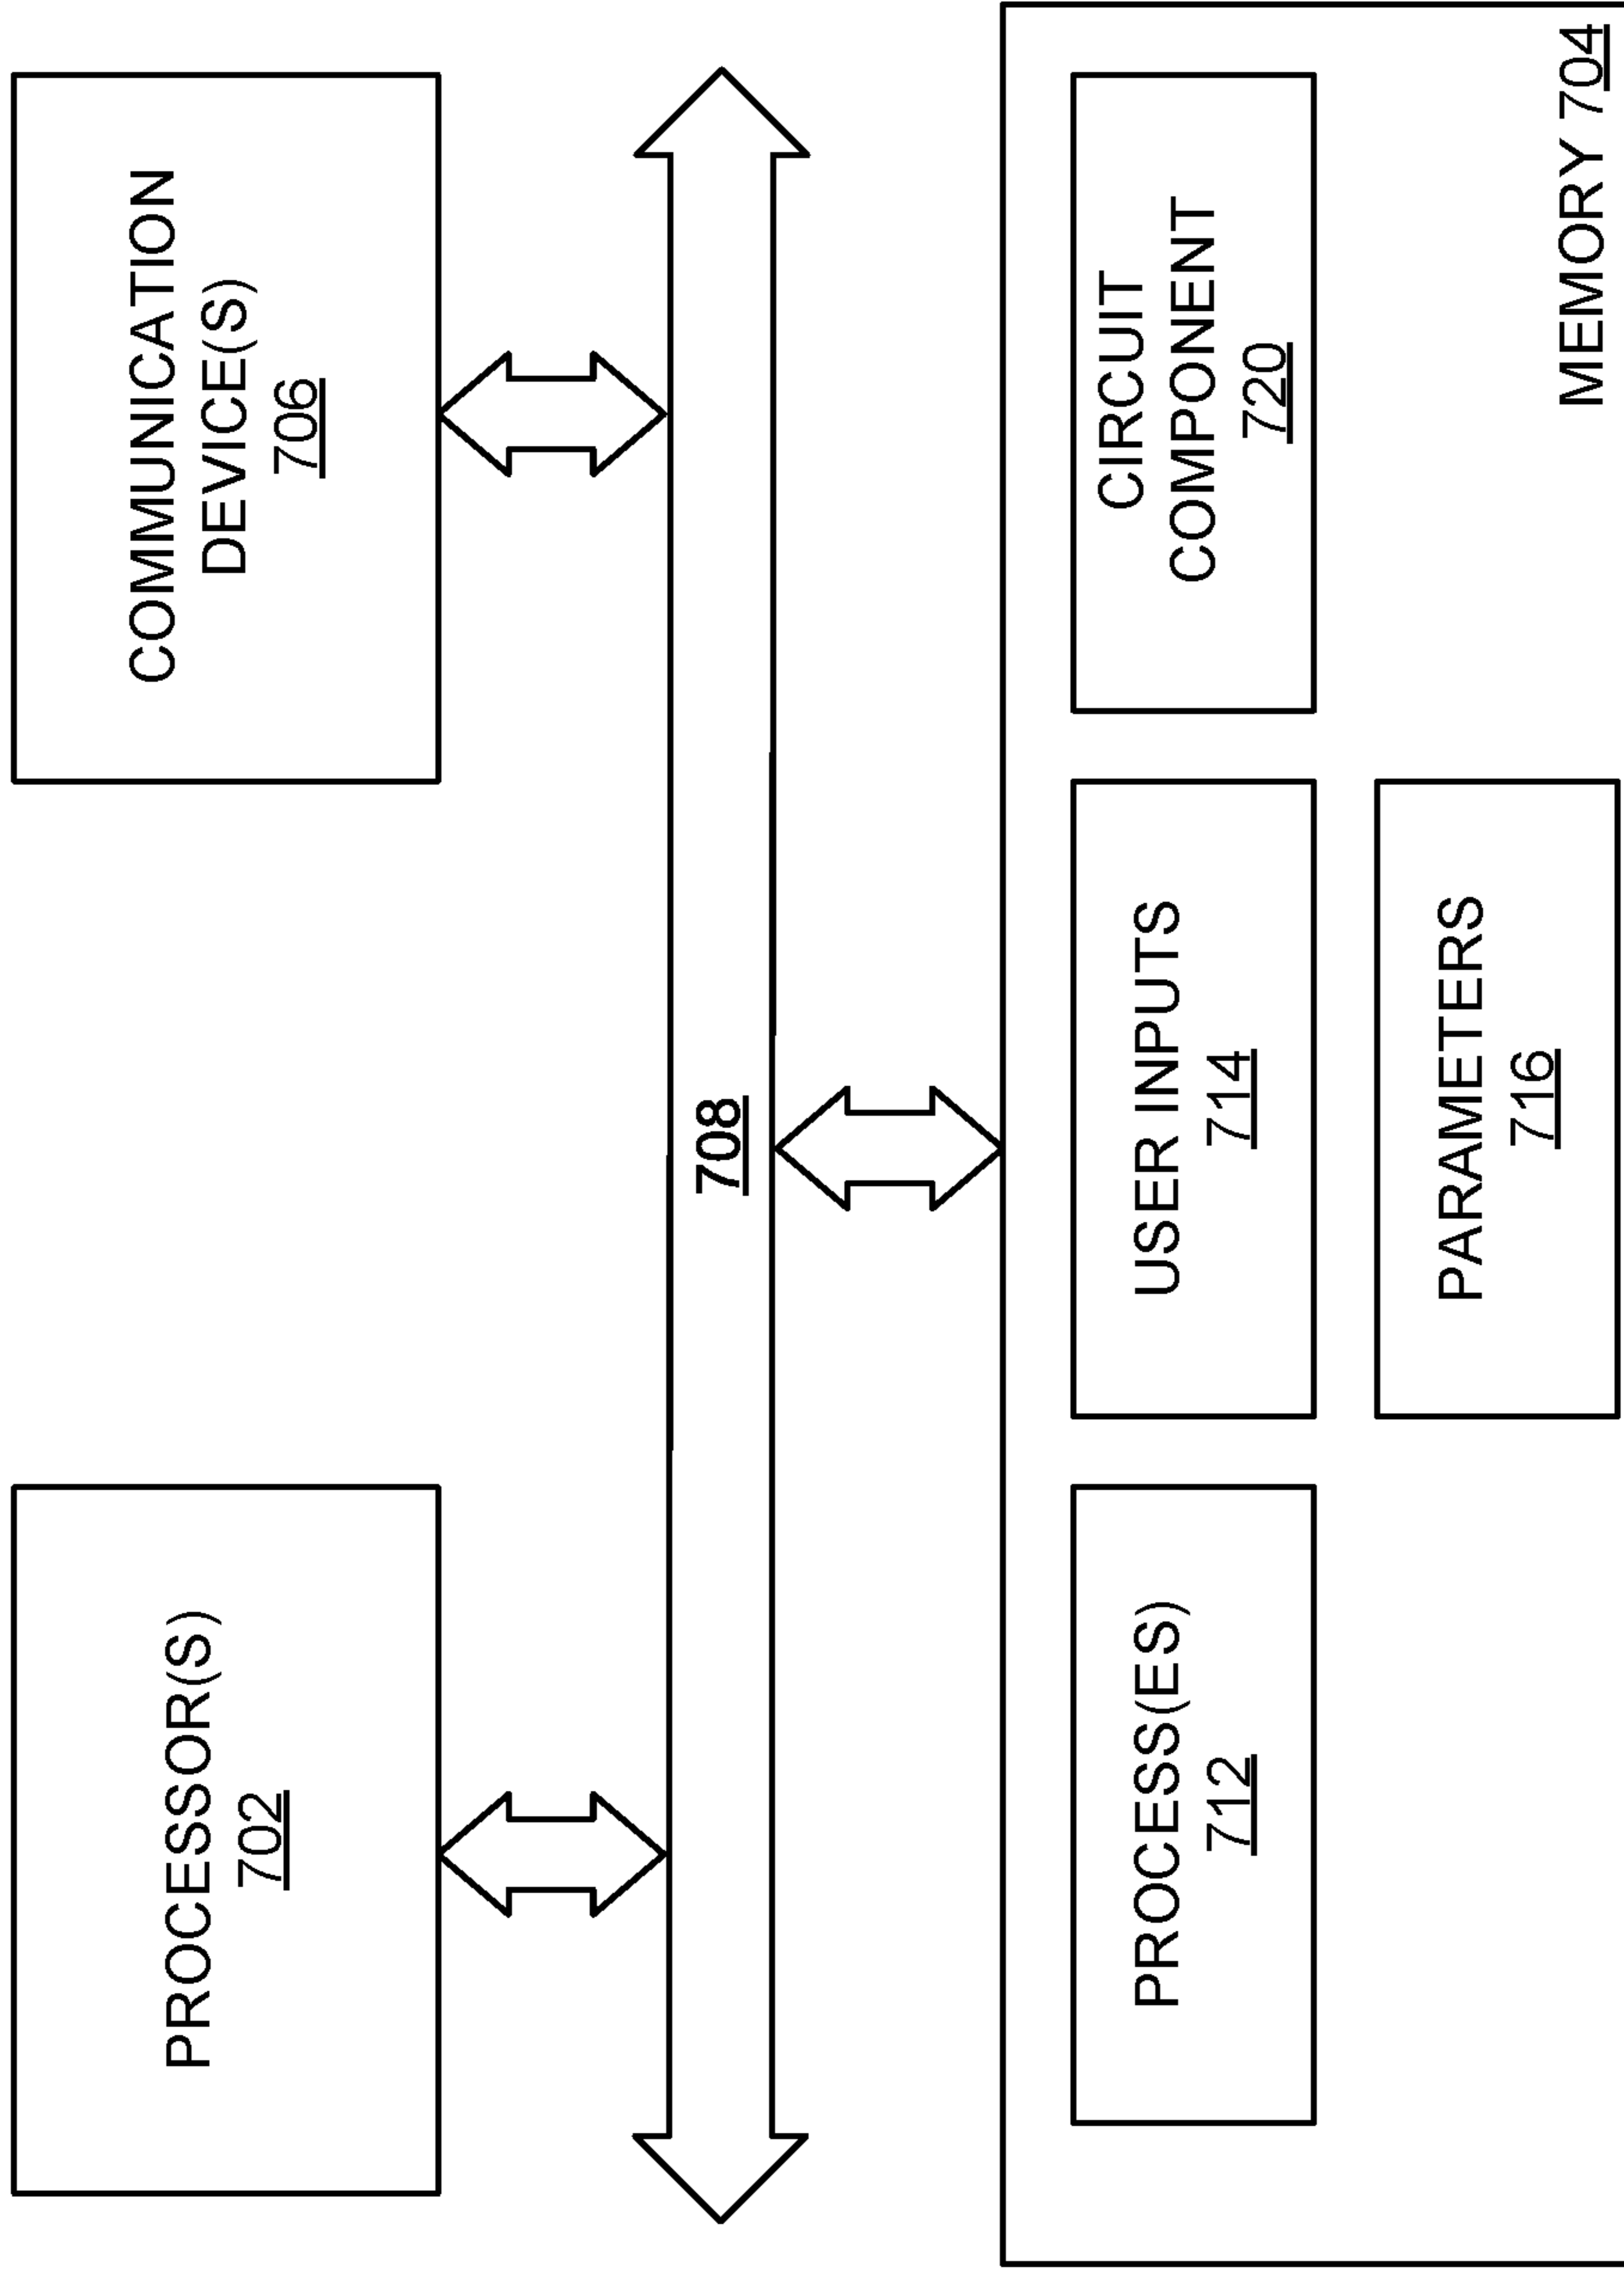 PROCESSOR(S)
702
COMMUNICATION
DEVICE(S)
706
708
PROCESS(ES)
712
USER INPUTS
714
CIRCUIT
COMPONENT
720
PARAMETERS
716
MEMORY 704